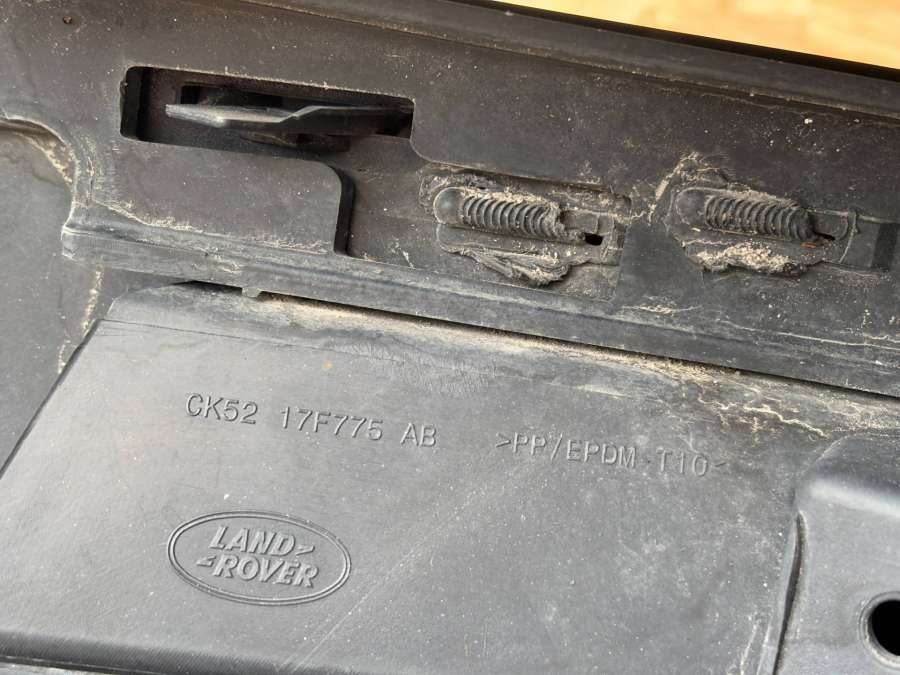 CK52 17F775 AB >PP/EPDM T10<
LAND
ROVER